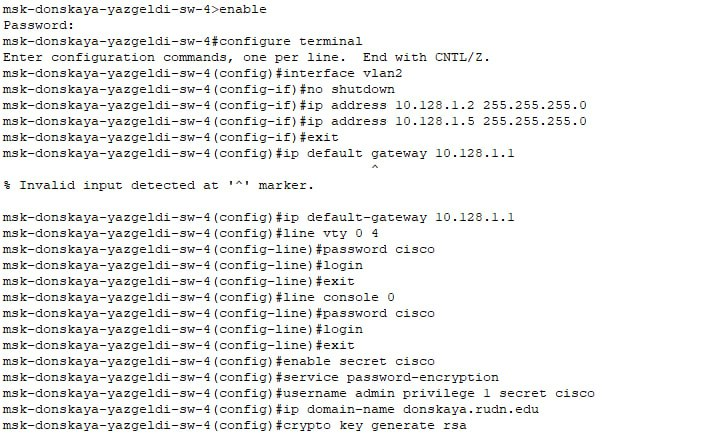 msk-donskaya-yazgeldi-sw-4>enable
Password:
msk-donskaya-yazgeldi-sw-4#configure terminal
Enter configuration commands, one per line.  End with CNTL/Z.
msk-donskaya-yazgeldi-sw-4(config)#interface vlan2
msk-donskaya-yazgeldi-sw-4(config-if)#no shutdown
msk-donskaya-yazgeldi-sw-4(config-if)#ip address 10.128.1.2 255.255.255.0
msk-donskaya-yazgeldi-sw-4(config-if)#ip address 10.128.1.5 255.255.255.0
msk-donskaya-yazgeldi-sw-4(config-if)#exit
msk-donskaya-yazgeldi-sw-4(config)#ip default gateway 10.128.1.1
^
% Invalid input detected at '^' marker.
msk-donskaya-yazgeldi-sw-4(config)#ip default-gateway 10.128.1.1
msk-donskaya-yazgeldi-sw-4(config)#line vty 0 4
msk-donskaya-yazgeldi-sw-4(config-line)#password cisco
msk-donskaya-yazgeldi-sw-4(config-line)#login
msk-donskaya-yazgeldi-sw-4(config-line)#exit
msk-donskaya-yazgeldi-sw-4(config)#line console 0
msk-donskaya-yazgeldi-sw-4(config-line)#password cisco
msk-donskaya-yazgeldi-sw-4(config-line)#login
msk-donskaya-yazgeldi-sw-4(config-line)#exit
msk-donskaya-yazgeldi-sw-4(config)#enable secret cisco
msk-donskaya-yazgeldi-sw-4(config)#service password-encryption
msk-donskaya-yazgeldi-sw-4(config)#username admin privilege 1 secret cisco
msk-donskaya-yazgeldi-sw-4(config)#ip domain-name donskaya.rudn.edu
msk-donskaya-yazgeldi-sw-4(config)#crypto key generate rsa